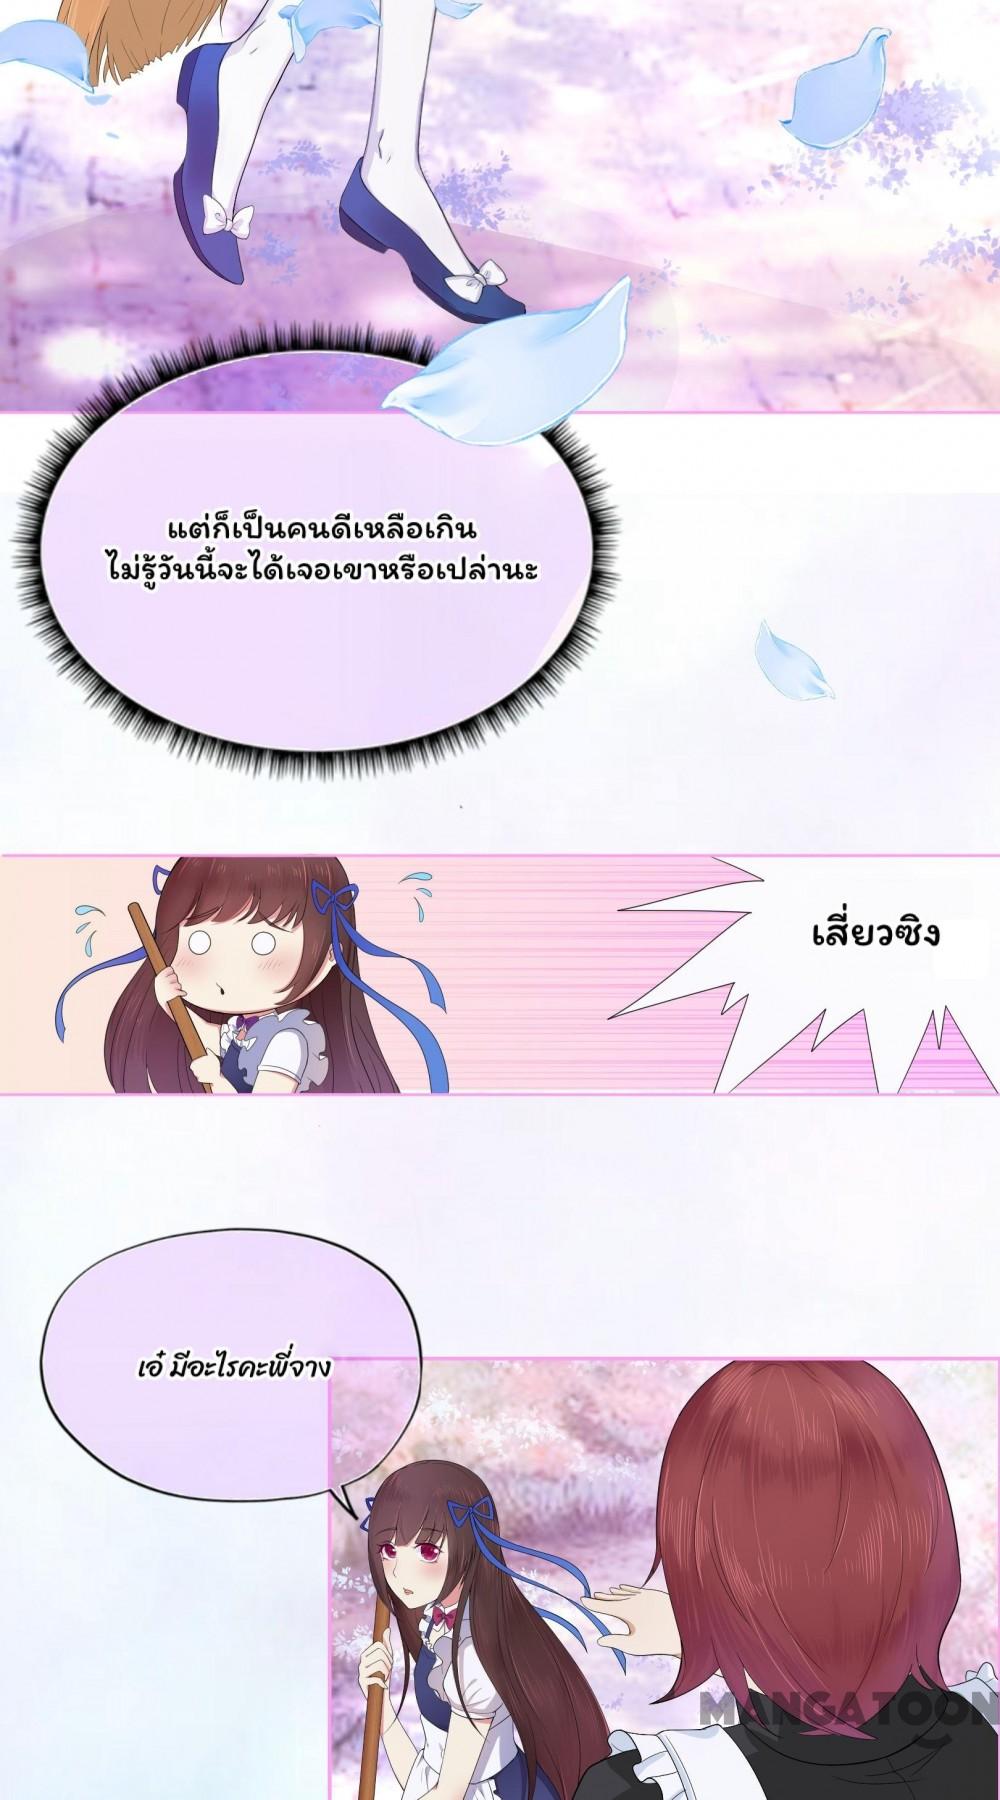 แต่ก็เป็นคนดีเหลือเกิน
ไม่รู้วันนี้จะได้เจอเขาหรือเปล่านะ
เสี่ยวซิง
เอ๋ มีอะไรคะพี่จาง
MANGATOON